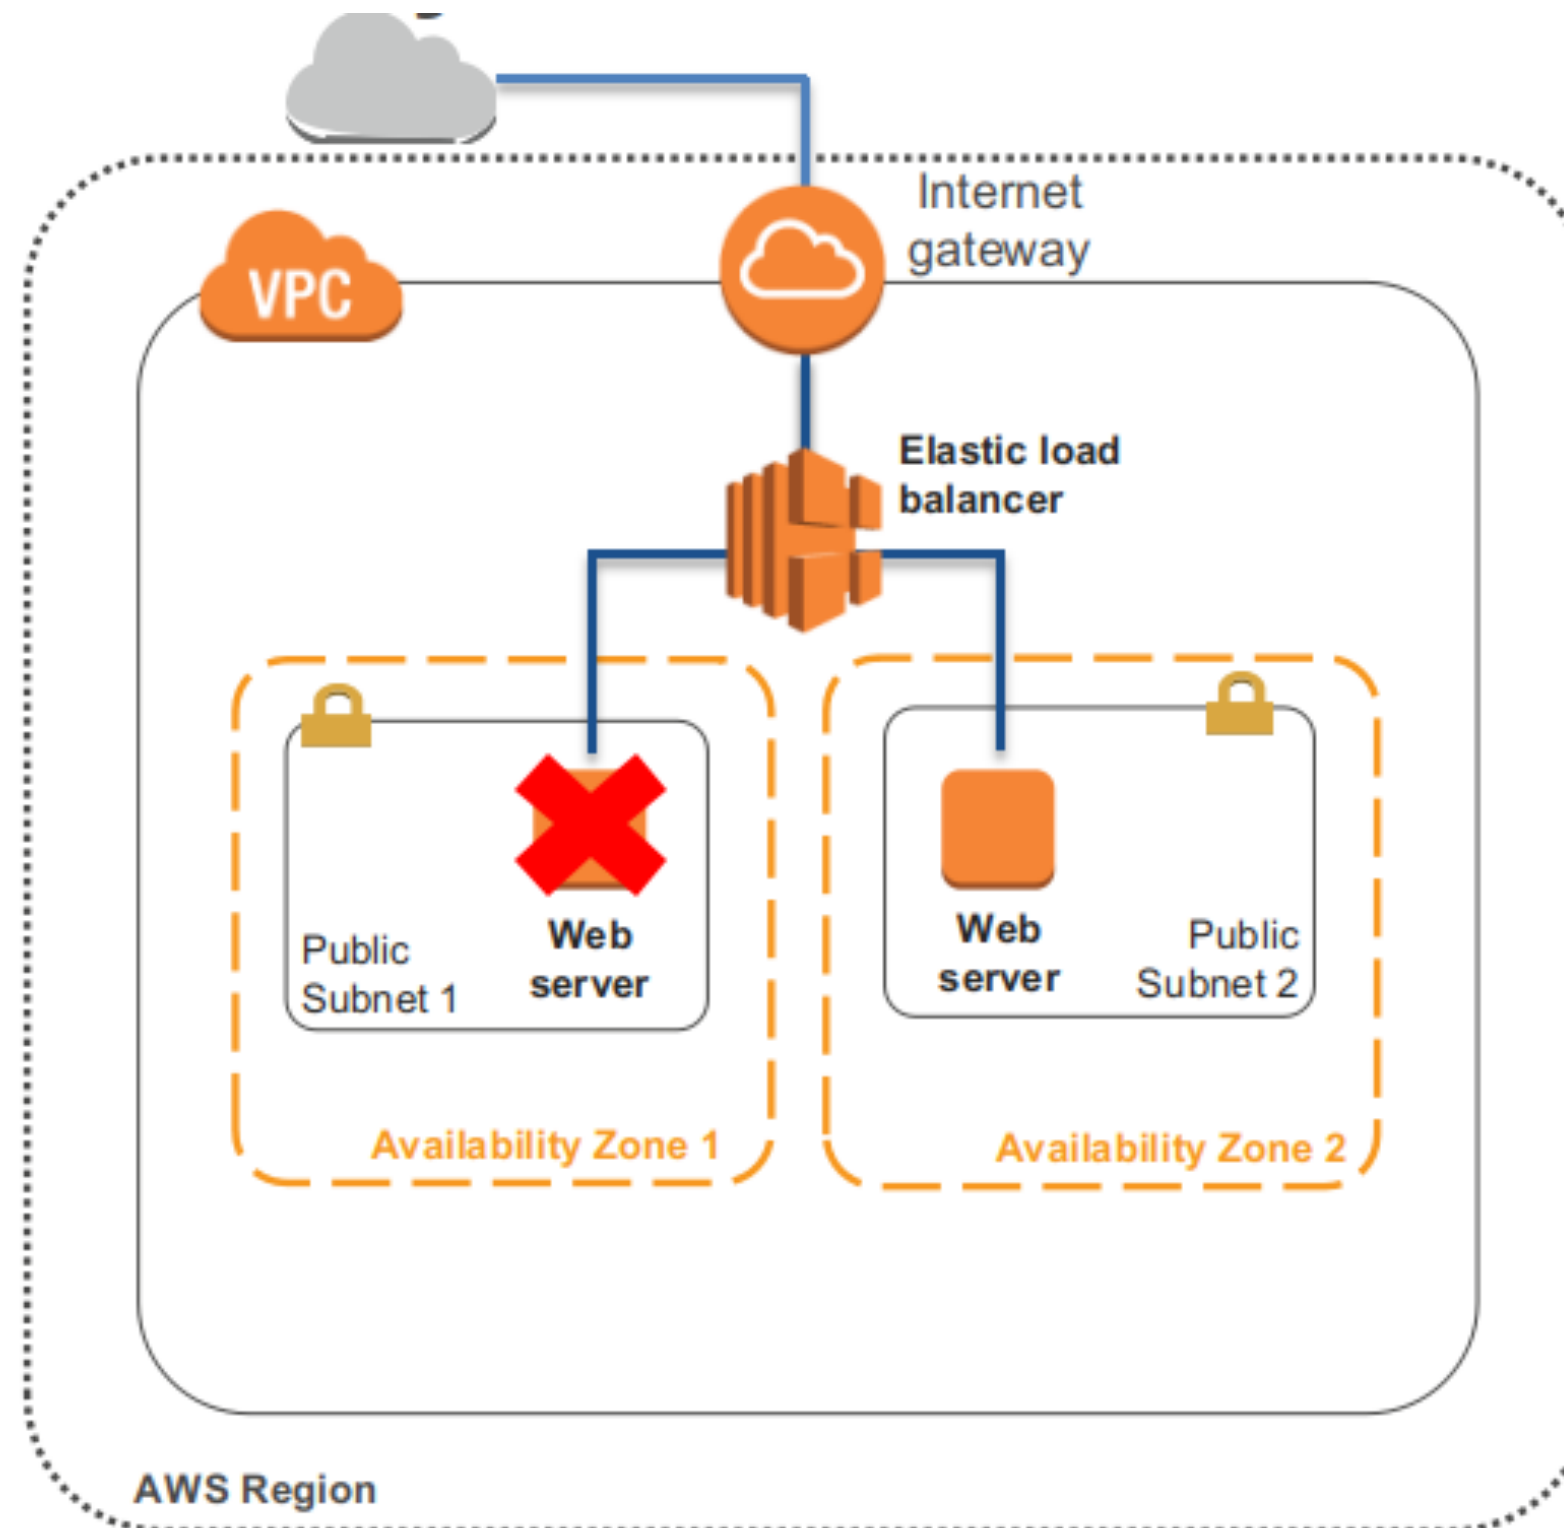 Internet
gateway
VPC
Elastic load
balancer
Public
Subnet 1
Web
server
Web
server
Public
Subnet 2
Availability Zone 1
Availability Zone 2
AWS Region